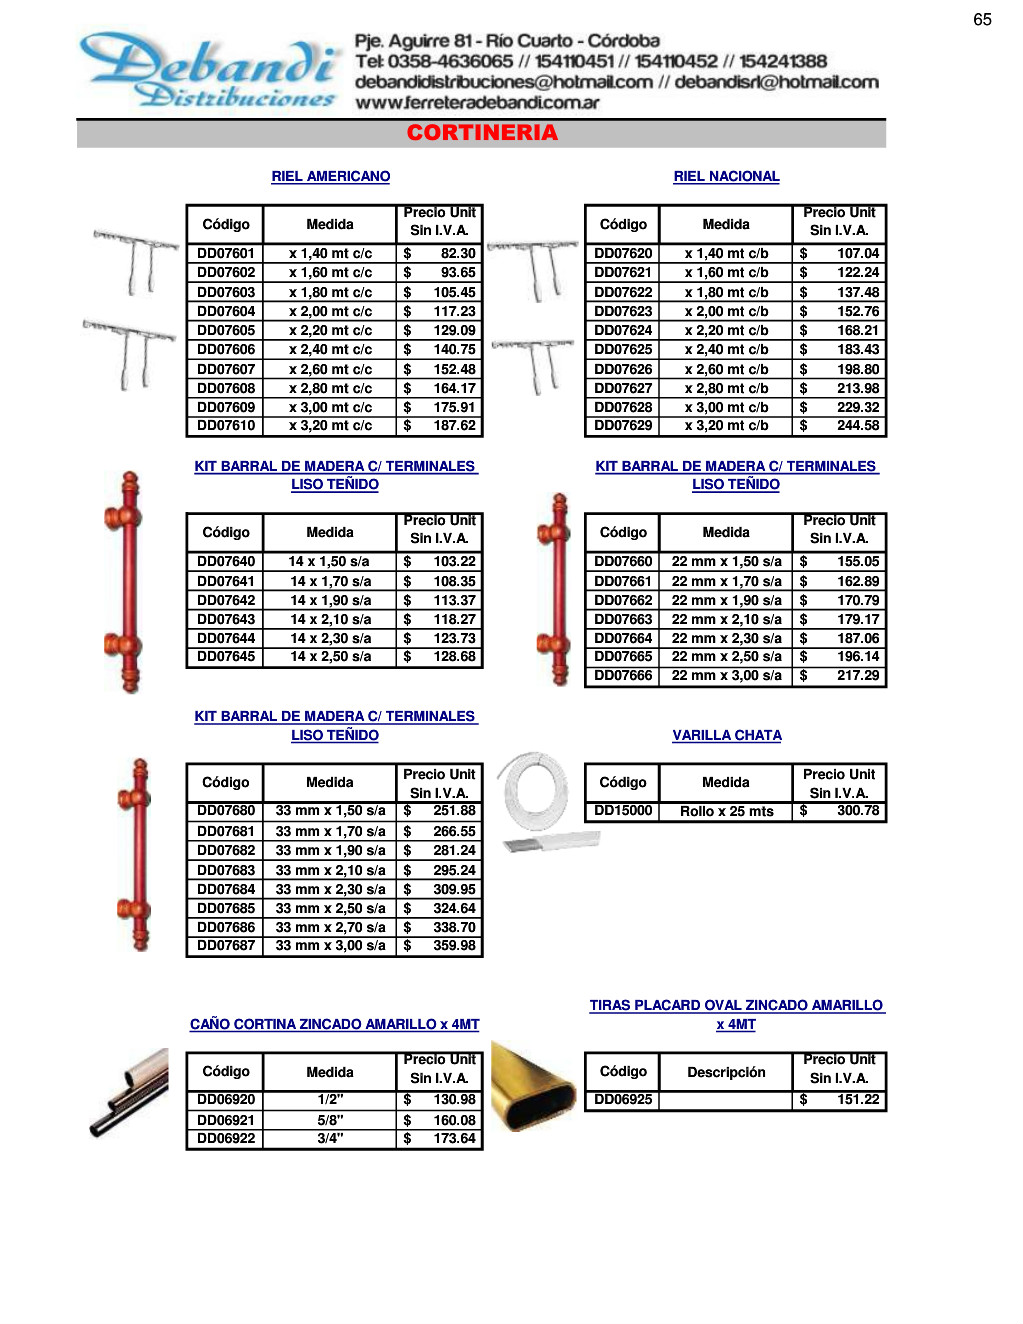 65
Debandi
Distribuciones
Pje. Aguirre 81 - Río Cuarto - Córdoba
Tel: 0358-4636065 // 154110451 // 154110452 // 154241388
debandidistribuciones@hotmail.com // debandisrl@hotmail.com
www.ferreteradebandi.com.ar
CORTINERIA
RIEL AMERICANO
Código Medida Precio Unit Sin I.V.A.
DD07601 x 1,40 mt c/c $ 82.30
DD07602 x 1,60 mt c/c $ 93.65
DD07603 x 1,80 mt c/c $ 105.45
DD07604 x 2,00 mt c/c $ 117.23
DD07605 x 2,20 mt c/c $ 129.09
DD07606 x 2,40 mt c/c $ 140.75
DD07607 x 2,60 mt c/c $ 152.48
DD07608 x 2,80 mt c/c $ 164.17
DD07609 x 3,00 mt c/c $ 175.91
DD07610 x 3,20 mt c/c $ 187.62
RIEL NACIONAL
Código Medida Precio Unit Sin I.V.A.
DD07620 x 1,40 mt c/b $ 107.04
DD07621 x 1,60 mt c/b $ 122.24
DD07622 x 1,80 mt c/b $ 137.48
DD07623 x 2,00 mt c/b $ 152.76
DD07624 x 2,20 mt c/b $ 168.21
DD07625 x 2,40 mt c/b $ 183.43
DD07626 x 2,60 mt c/b $ 198.80
DD07627 x 2,80 mt c/b $ 213.98
DD07628 x 3,00 mt c/b $ 229.32
DD07629 x 3,20 mt c/b $ 244.58
KIT BARRAL DE MADERA C/ TERMINALES
LISO TEÑIDO
Código Medida Precio Unit Sin I.V.A.
DD07640 14 x 1,50 s/a $ 103.22
DD07641 14 x 1,70 s/a $ 108.35
DD07642 14 x 1,90 s/a $ 113.37
DD07643 14 x 2,10 s/a $ 118.27
DD07644 14 x 2,30 s/a $ 123.73
DD07645 14 x 2,50 s/a $ 128.68
KIT BARRAL DE MADERA C/ TERMINALES
LISO TEÑIDO
Código Medida Precio Unit Sin I.V.A.
DD07660 22 mm x 1,50 s/a $ 155.05
DD07661 22 mm x 1,70 s/a $ 162.89
DD07662 22 mm x 1,90 s/a $ 170.79
DD07663 22 mm x 2,10 s/a $ 179.17
DD07664 22 mm x 2,30 s/a $ 187.06
DD07665 22 mm x 2,50 s/a $ 196.14
DD07666 22 mm x 3,00 s/a $ 217.29
KIT BARRAL DE MADERA C/ TERMINALES
LISO TEÑIDO
Código Medida Precio Unit Sin I.V.A.
DD07680 33 mm x 1,50 s/a $ 251.88
DD07681 33 mm x 1,70 s/a $ 266.55
DD07682 33 mm x 1,90 s/a $ 281.24
DD07683 33 mm x 2,10 s/a $ 295.24
DD07684 33 mm x 2,30 s/a $ 309.95
DD07685 33 mm x 2,50 s/a $ 324.64
DD07686 33 mm x 2,70 s/a $ 338.70
DD07687 33 mm x 3,00 s/a $ 359.98
VARILLA CHATA
Código Medida Precio Unit Sin I.V.A.
DD15000 Rollo x 25 mts $ 300.78
CAÑO CORTINA ZINCADO AMARILLO x 4MT
Código Medida Precio Unit Sin I.V.A.
DD06920 1/2" $ 130.98
DD06921 5/8" $ 160.08
DD06922 3/4" $ 173.64
TIRAS PLACARD OVAL ZINCADO AMARILLO
x 4MT
Código Descripción Precio Unit Sin I.V.A.
DD06925 $ 151.22